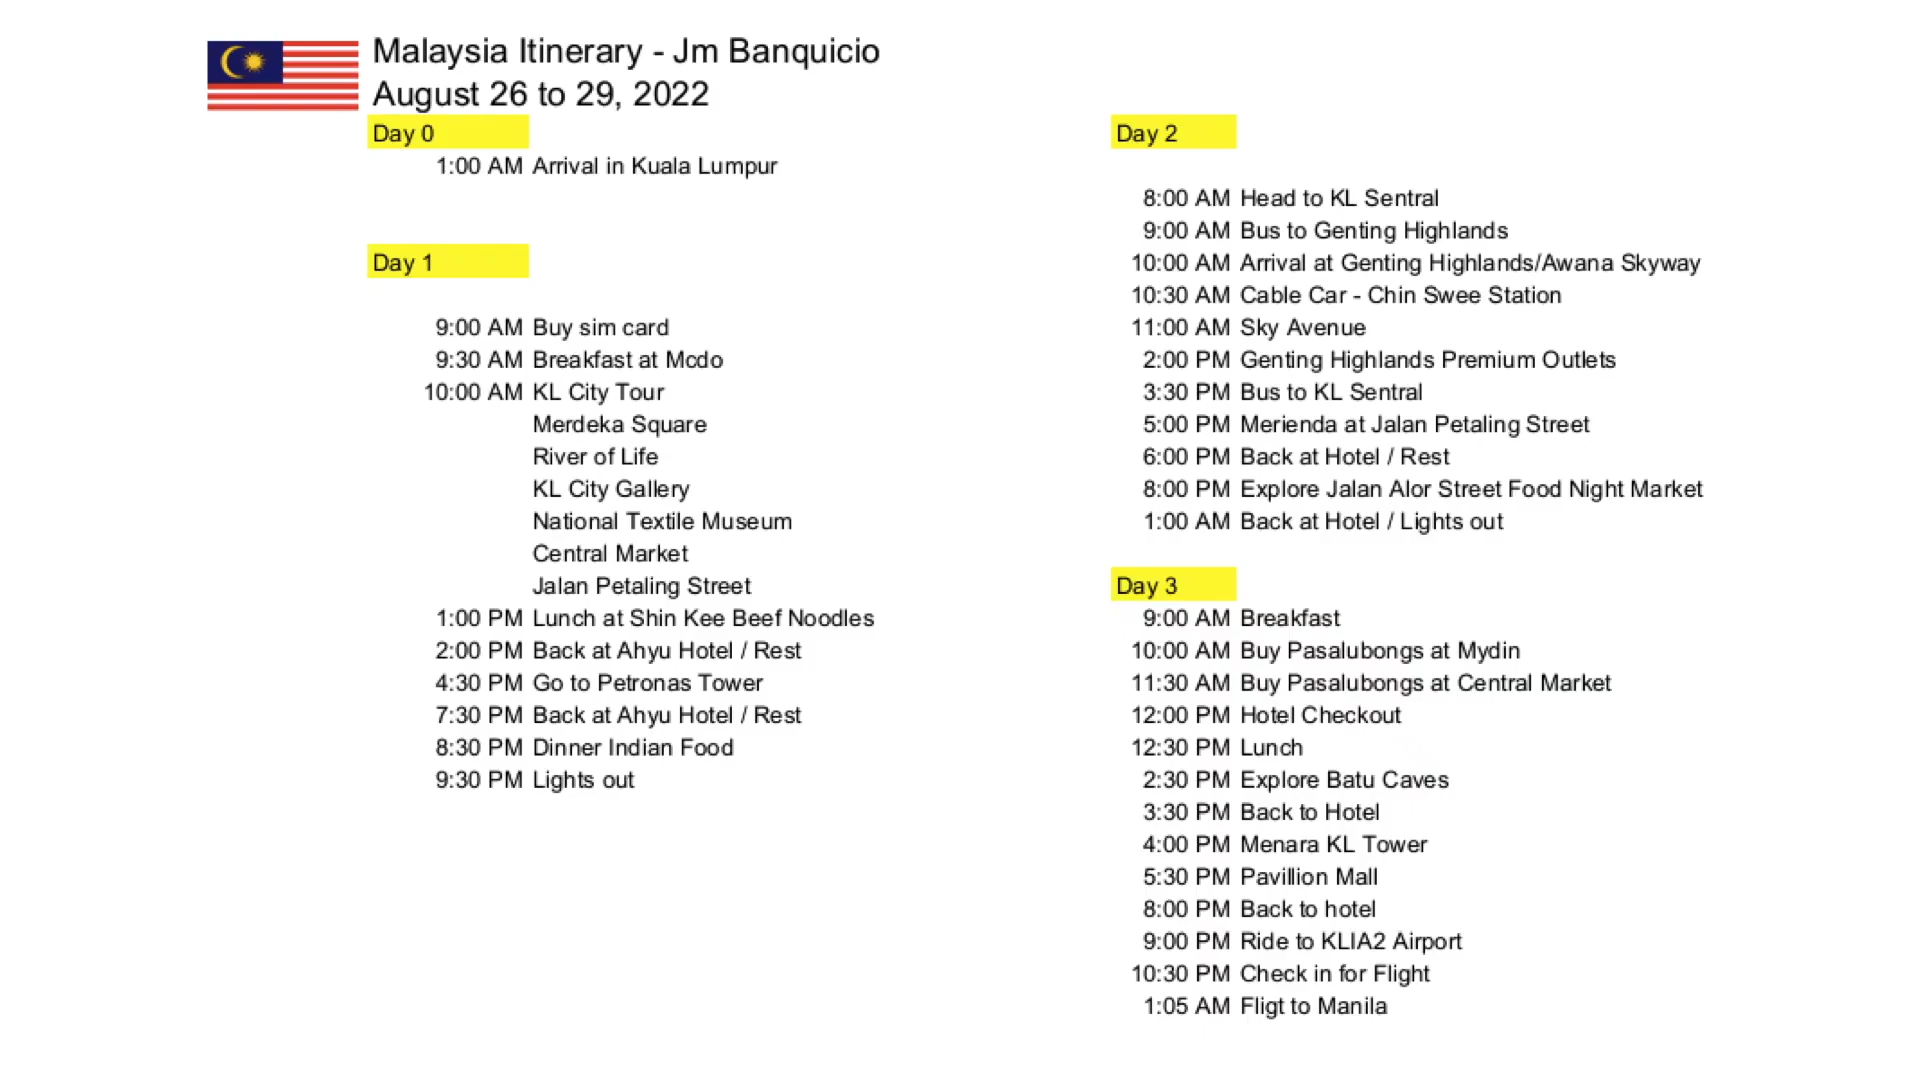 Malaysia Itinerary - Jm Banquicio
August 26 to 29, 2022
Day 0
1:00 AM Arrival in Kuala Lumpur
Day 1
9:00 AM Buy sim card
9:30 AM Breakfast at Mcdo
10:00 AM KL City Tour
Merdeka Square
River of Life
KL City Gallery
National Textile Museum
Central Market
Jalan Petaling Street
1:00 PM Lunch at Shin Kee Beef Noodles
2:00 PM Back at Ahyu Hotel / Rest
4:30 PM Go to Petronas Tower
7:30 PM Back at Ahyu Hotel / Rest
8:30 PM Dinner Indian Food
9:30 PM Lights out
Day 2
8:00 AM Head to KL Sentral
9:00 AM Bus to Genting Highlands
10:00 AM Arrival at Genting Highlands/Awana Skyway
10:30 AM Cable Car - Chin Swee Station
11:00 AM Sky Avenue
2:00 PM Genting Highlands Premium Outlets
3:30 PM Bus to KL Sentral
5:00 PM Merienda at Jalan Petaling Street
6:00 PM Back at Hotel / Rest
8:00 PM Explore Jalan Alor Street Food Night Market
1:00 AM Back at Hotel / Lights out
Day 3
9:00 AM Breakfast
10:00 AM Buy Pasalubongs at Mydin
11:30 AM Buy Pasalubongs at Central Market
12:00 PM Hotel Checkout
12:30 PM Lunch
2:30 PM Explore Batu Caves
3:30 PM Back to Hotel
4:00 PM Menara KL Tower
5:30 PM Pavillion Mall
8:00 PM Back to hotel
9:00 PM Ride to KLIA2 Airport
10:30 PM Check in for Flight
1:05 AM Fligt to Manila